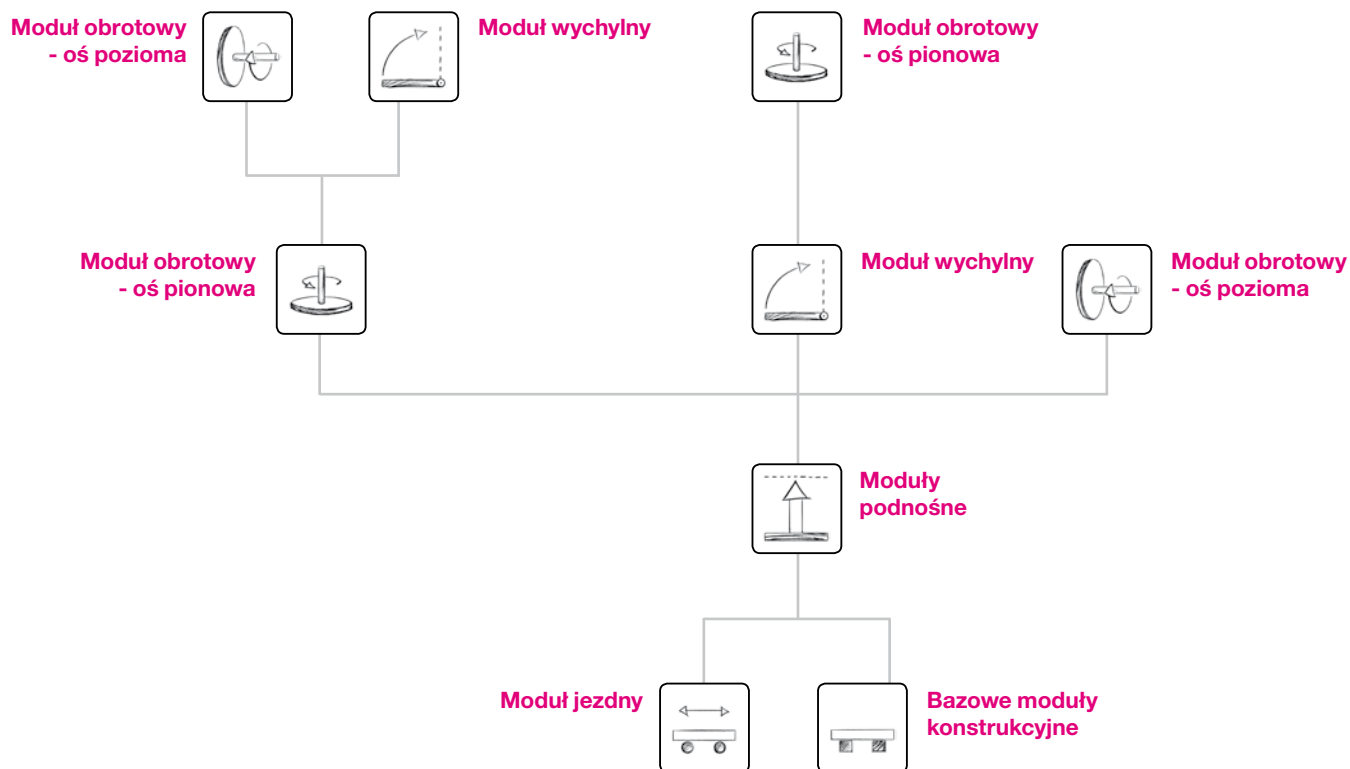 Moduł obrotowy
- oś pozioma
Moduł wychylny
Moduł obrotowy
- oś pionowa
Moduł obrotowy
- oś pionowa
Moduł wychylny
Moduł obrotowy
- oś pozioma
Moduły
podnośne
Moduł jezdny
Bazowe moduły
konstrukcyjne